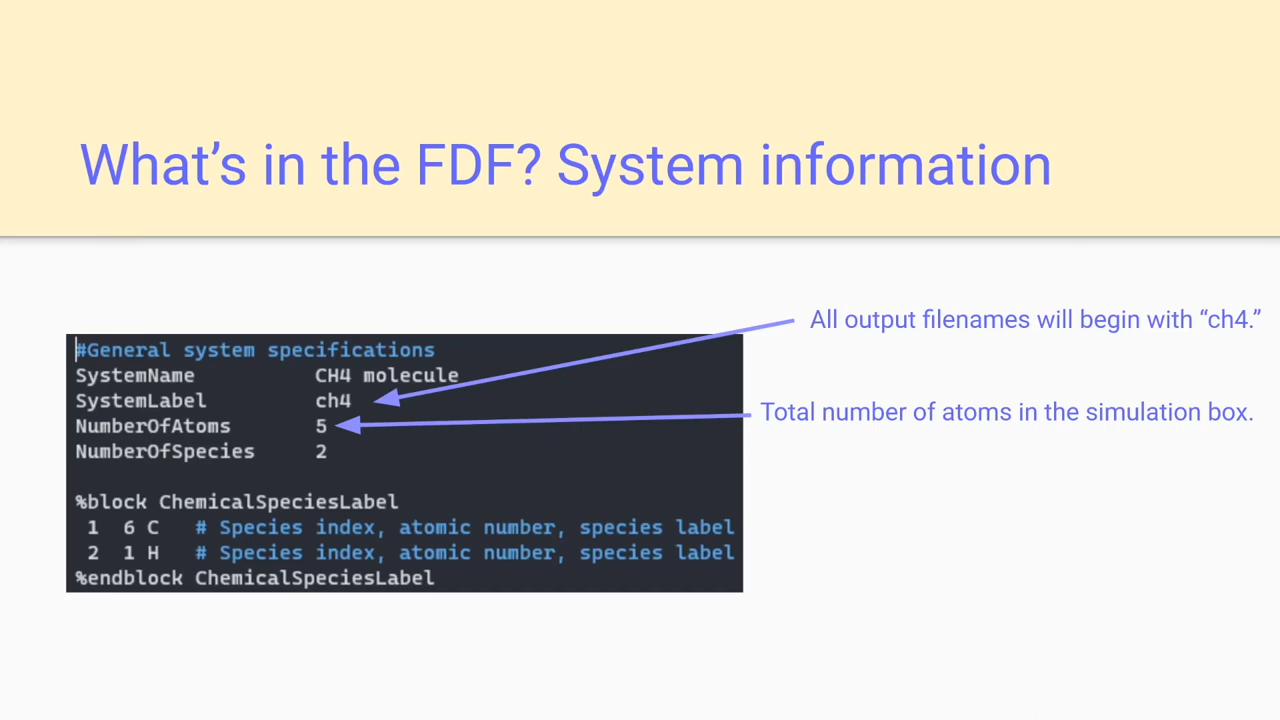 What’s in the FDF? System information
All output filenames will begin with “ch4.”
#General system specifications
SystemName CH4 molecule
SystemLabel ch4
Total number of atoms in the simulation box.
NumberOfAtoms 5
NumberOfSpecies 2
%block ChemicalSpeciesLabel
1 6 C # Species index, atomic number, species label
2 1 H # Species index, atomic number, species label
%endblock ChemicalSpeciesLabel